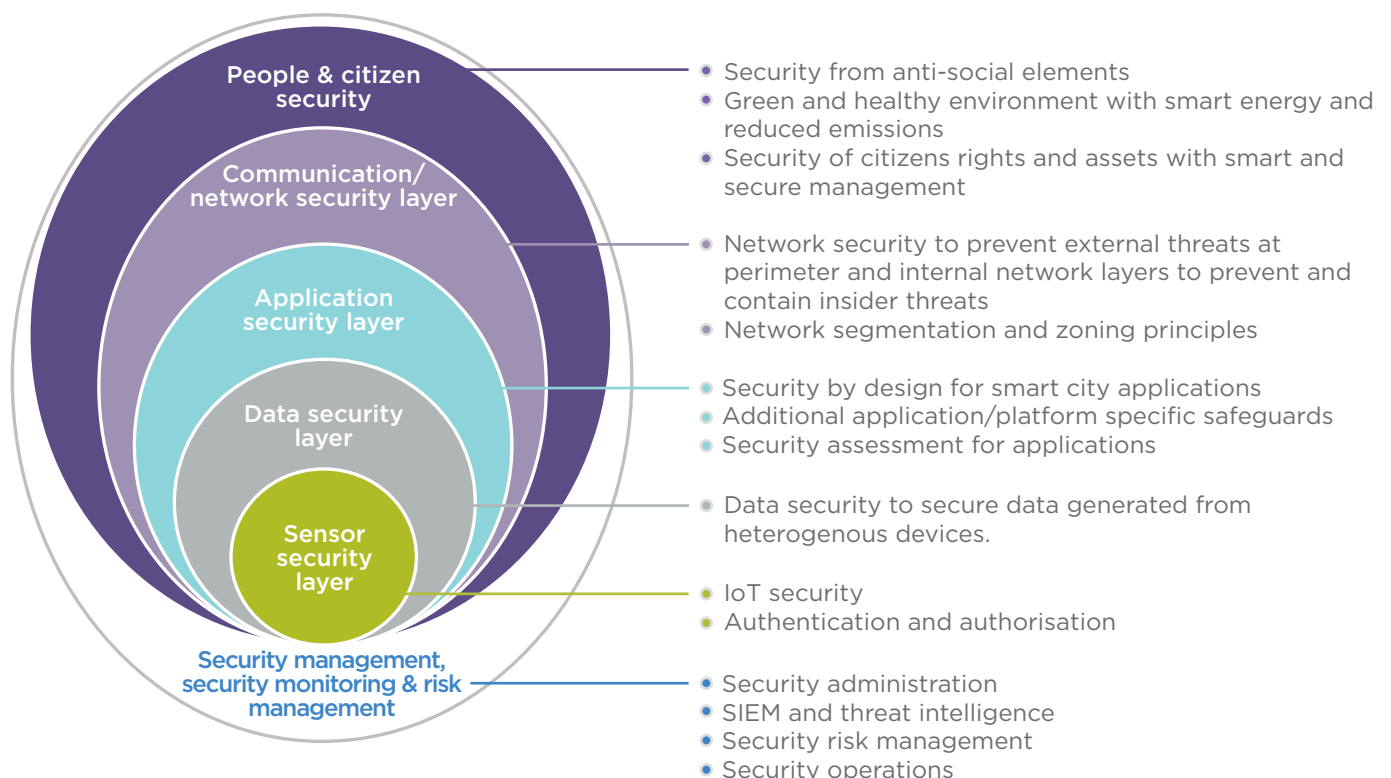 People & citizen
security
Communication/
network security layer
Application
security layer
Data security
layer
Sensor
security
layer
Security management,
security monitoring & risk
management
Security from anti-social elements
Green and healthy environment with smart energy and
reduced emissions
Security of citizens rights and assets with smart and
secure management
Network security to prevent external threats at
perimeter and internal network layers to prevent and
contain insider threats
Network segmentation and zoning principles
Security by design for smart city applications
Additional application/platform specific safeguards
Security assessment for applications
Data security to secure data generated from
heterogenous devices.
IoT security
Authentication and authorisation
Security administration
SIEM and threat intelligence
Security risk management
Security operations